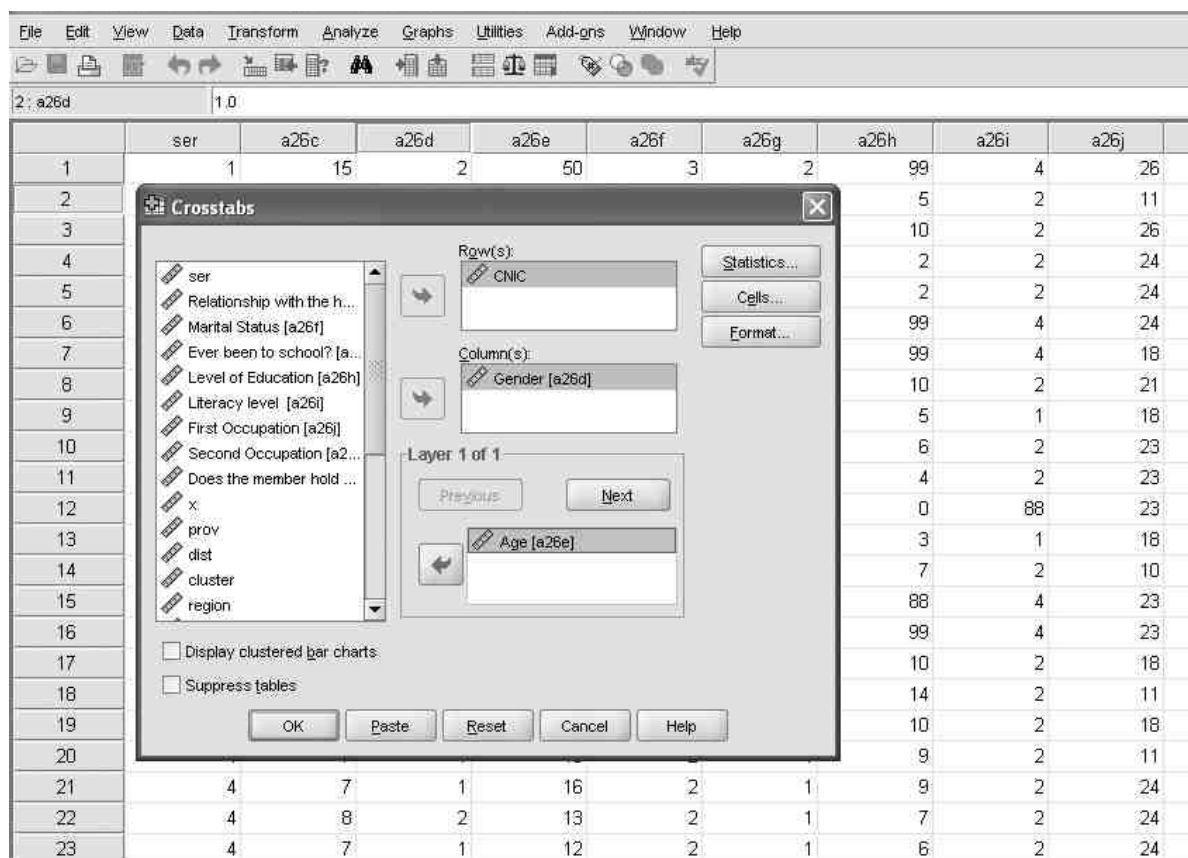 File Edit View Data Transform Analyze Graphs Utilities Add-ons Window Help
2 : a26d 1.0
ser a26c a26d a26e a26f a26g a26h a26i a26j
1 1 15 2 50 3 2 99 4 26
2 5 2 11
3 10 2 26
4 2 2 24
5 2 2 24
6 99 4 24
7 99 4 18
8 10 2 21
9 5 1 18
10 6 2 23
11 4 2 23
12 0 88 23
13 3 1 18
14 7 2 10
15 88 4 23
16 99 4 23
17 10 2 18
18 14 2 11
19 10 2 18
20 9 2 11
21 4 7 1 16 2 1 9 2 24
22 4 8 2 13 2 1 7 2 24
23 4 7 1 12 2 1 6 2 24
Crosstabs
ser
Relationship with the h...
Marital Status [a26f]
Ever been to school? [a...
Level of Education [a26h]
Literacy level [a26i]
First Occupation [a26j]
Second Occupation [a2...
Does the member hold ...
x
prov
dist
cluster
region
Row(s):
CNIC
Column(s):
Gender [a26d]
Layer 1 of 1
Previous Next
Age [a26e]
Statistics...
Cells...
Format...
Display clustered bar charts
Suppress tables
OK Paste Reset Cancel Help